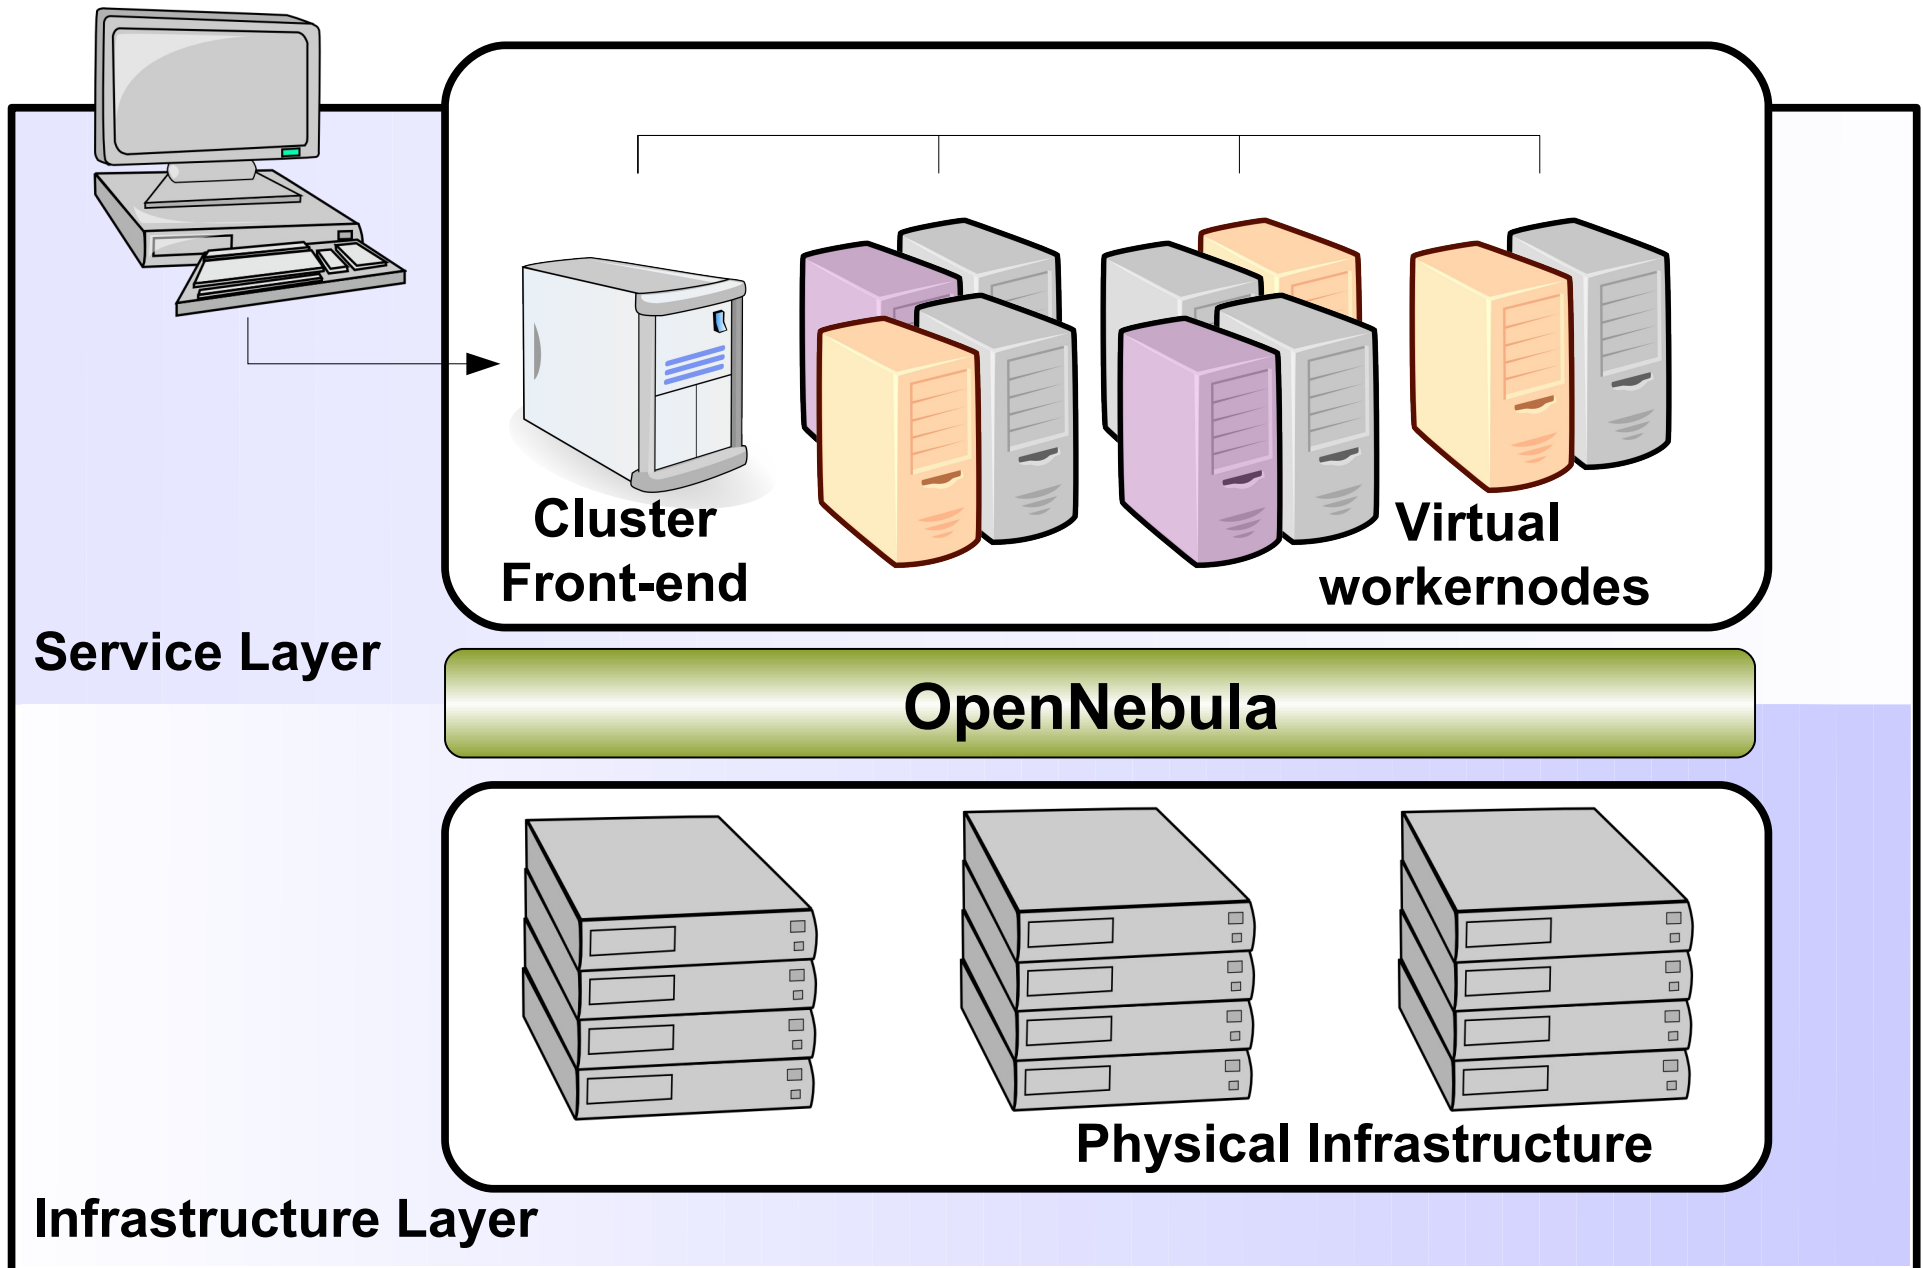 Cluster
Front-end
Virtual
workernodes
Service Layer
OpenNebula
Physical Infrastructure
Infrastructure Layer